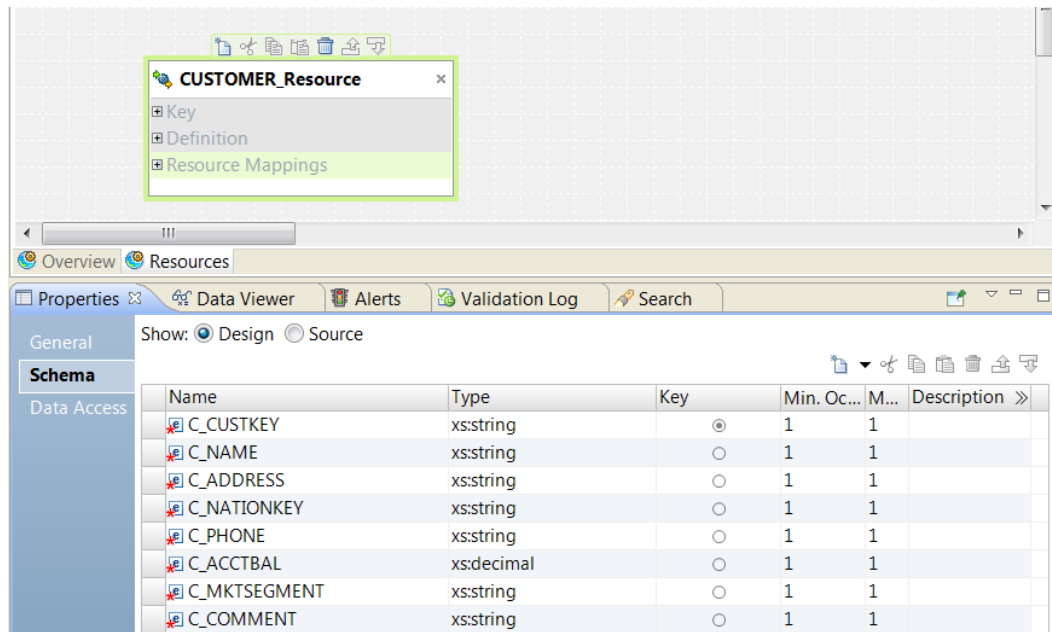 CUSTOMER_Resource
Key
Definition
Resource Mappings
Overview Resources
Properties Data Viewer Alerts Validation Log Search
General
Schema
Data Access
Show: Design Source
Name Type Key Min. Oc... M... Description
C_CUSTKEY xs:string 1 1
C_NAME xs:string 1 1
C_ADDRESS xs:string 1 1
C_NATIONKEY xs:string 1 1
C_PHONE xs:string 1 1
C_ACCTBAL xs:decimal 1 1
C_MKTSEGMENT xs:string 1 1
C_COMMENT xs:string 1 1